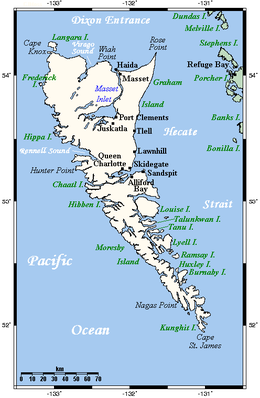 -133° -132° -131°
Dixon Entrance
Dundas I.
Melville I.
Langara I.
Cape
Knox
Virago
Sound
Wiah
Point
Rose
Point
Stephens I.
54°
54°
Haida
Masset
Refuge Bay
Porcher I.
Frederick I.
Masset
Inlet
Graham
Island
Port Clements
Juskatla
Tlell
Hecate
Banks I.
Hippa I.
Bonilla I.
Rennell Sound
Lawnhill
Queen
Charlotte
Skidegate
Sandspit
Hunter Point
Chaatl I.
Alliford
Bay
30'
30'
Hibben I.
Louise I.
Strait
Talunkwan I.
Tanu I.
Lyell I.
Moresby
Island
Ramsay I.
Huxley I.
Burnaby I.
Pacific
Nagas Point
Kunghit I.
52°
52°
Ocean
Cape
St. James
km
0 10 20 30 40 50 60 70
-133° -132° -131°